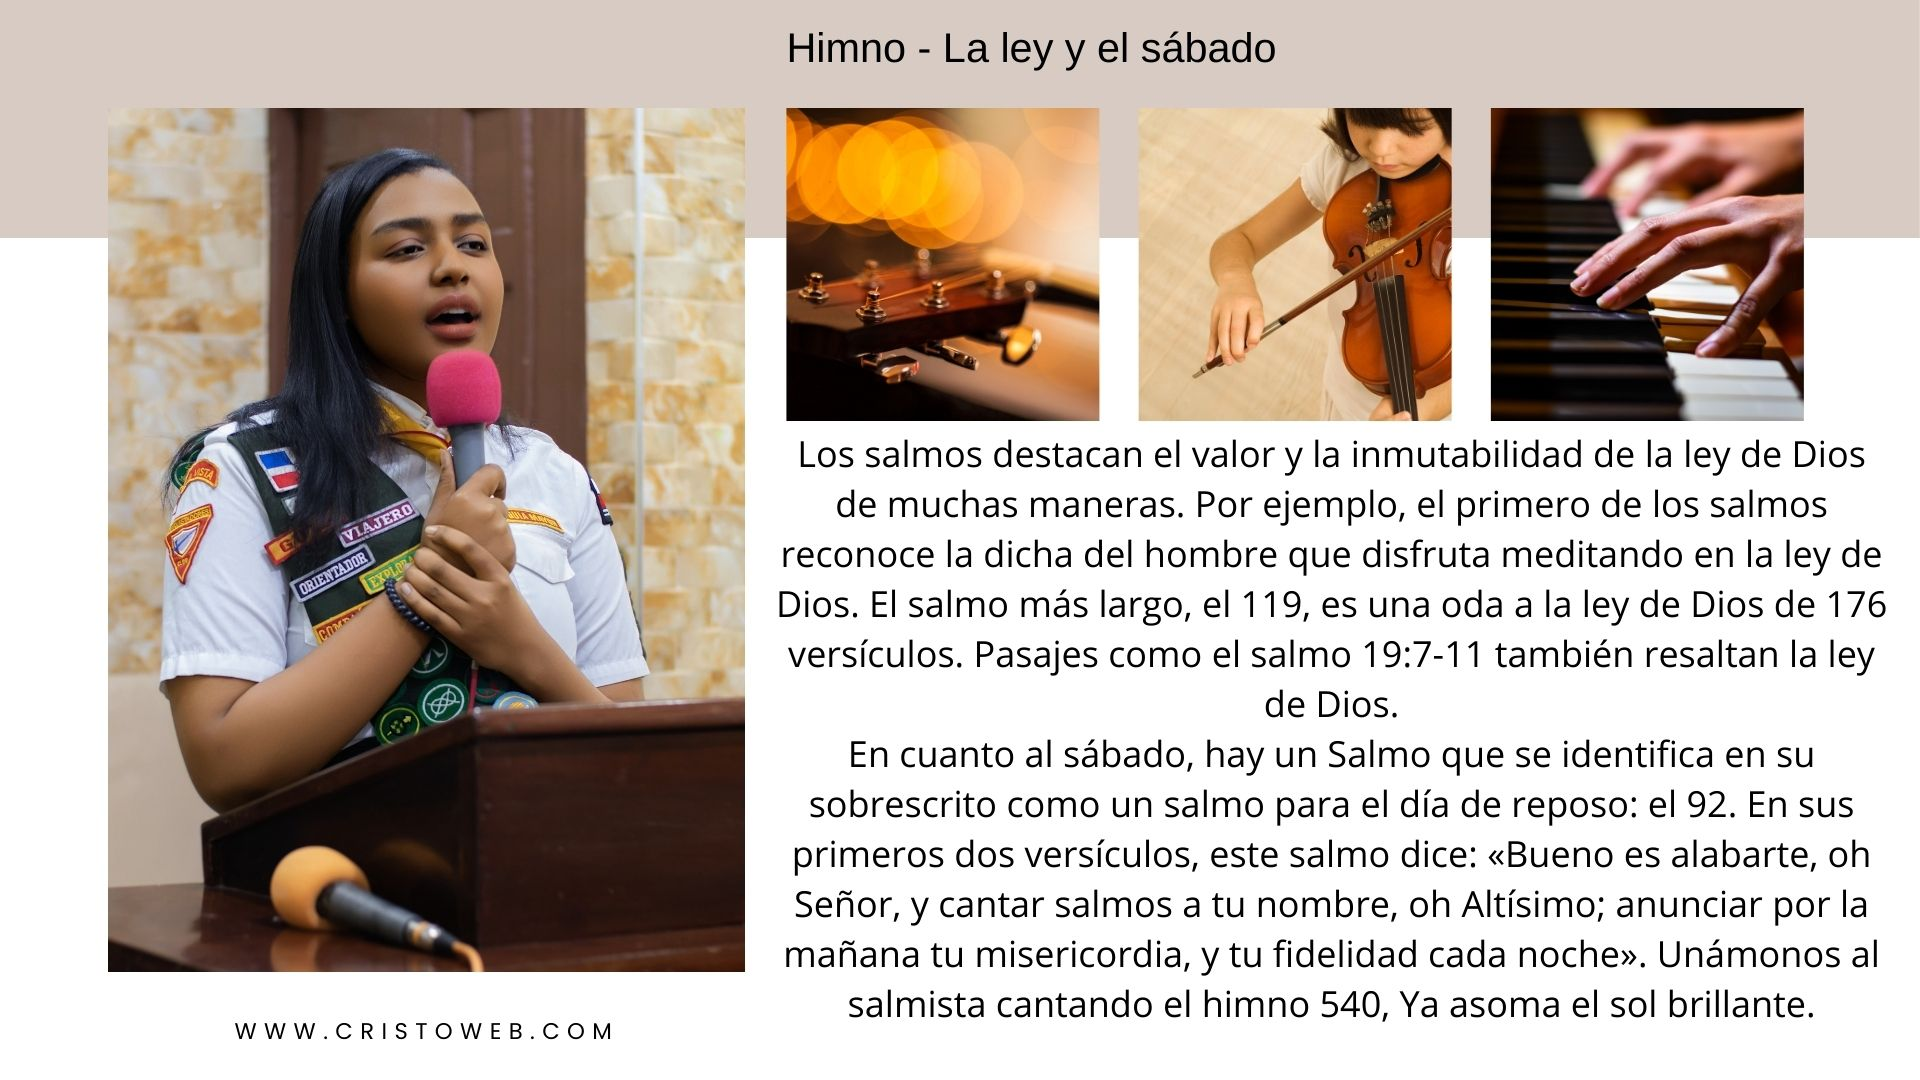 Himno - La ley y el sábado
VIAJERO
ORIENTADOR
Los salmos destacan el valor y la inmutabilidad de la ley de Dios
de muchas maneras. Por ejemplo, el primero de los salmos
reconoce la dicha del hombre que disfruta meditando en la ley de
Dios. El salmo más largo, el 119, es una oda a la ley de Dios de 176
versículos. Pasajes como el salmo 19:7-11 también resaltan la ley
de Dios.
En cuanto al sábado, hay un Salmo que se identifica en su
sobrescrito como un salmo para el día de reposo: el 92. En sus
primeros dos versículos, este salmo dice: «Bueno es alabarte, oh
Señor, y cantar salmos a tu nombre, oh Altísimo; anunciar por la
mañana tu misericordia, y tu fidelidad cada noche». Unámonos al
salmista cantando el himno 540, Ya asoma el sol brillante.
WWW.CRISTOWEB.COM